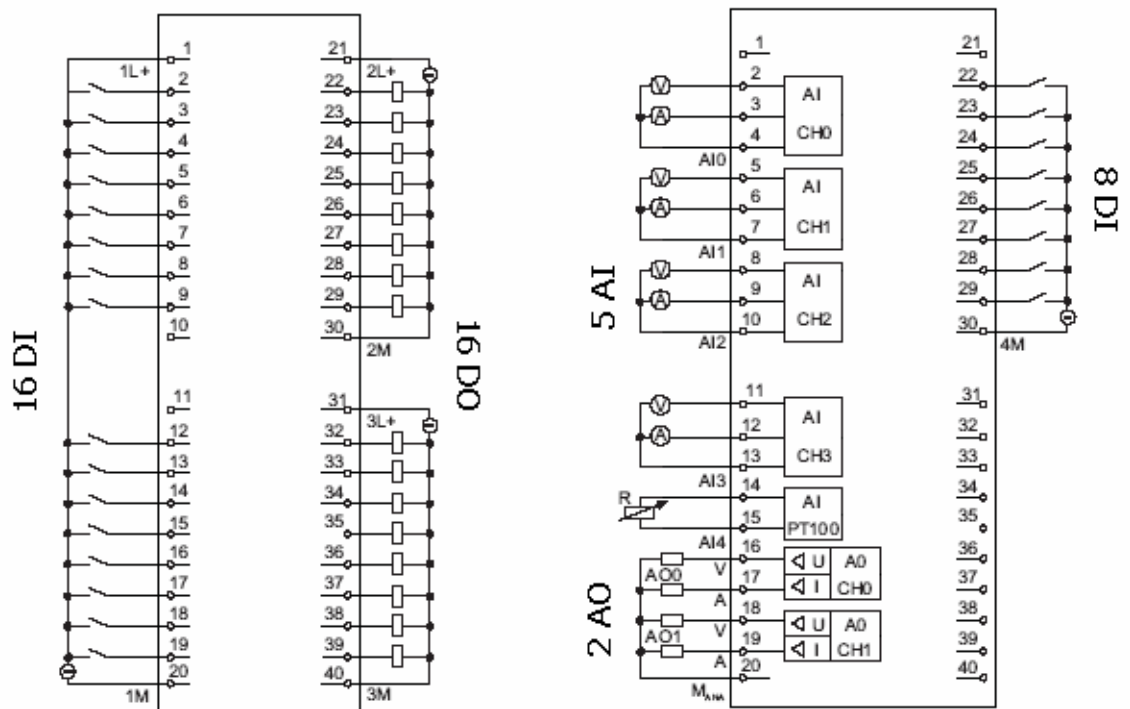 16 DI
1
1L+
2
3
4
5
6
7
8
9
10
11
12
13
14
15
16
17
18
19
20
1M
21
2L+
22
23
24
25
26
27
28
29
30
2M
31
3L+
32
33
34
35
36
37
38
39
40
3M
16 DO
5 AI
2 AO
1
2
3
4
AI0
5
6
7
AI1
8
9
10
AI2
11
12
13
AI3
14
15
AI4
16
17
18
19
20
V
A
V
A
V
A
V
A
R
AO0
AO1
V
A
V
A
MANA
AI
CH0
AI
CH1
AI
CH2
AI
CH3
AI
PT100
U
I
A0
CH0
U
I
A0
CH1
21
22
23
24
25
26
27
28
29
30
4M
31
32
33
34
35
36
37
38
39
40
8 DI